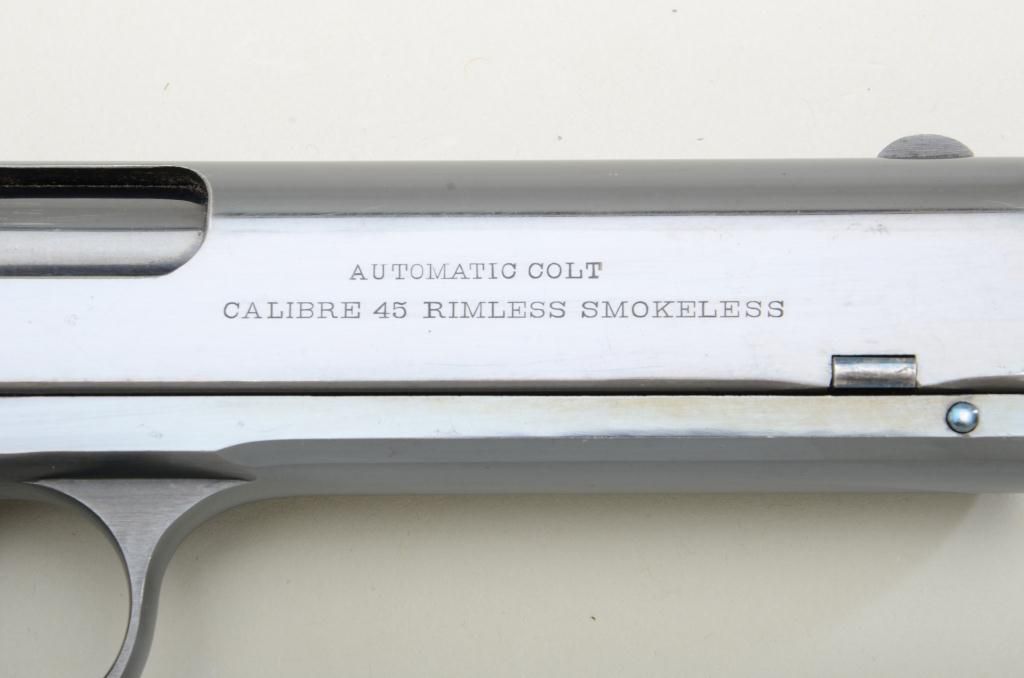 AUTOMATIC COLT
CALIBRE 45 RIMLESS SMOKELESS